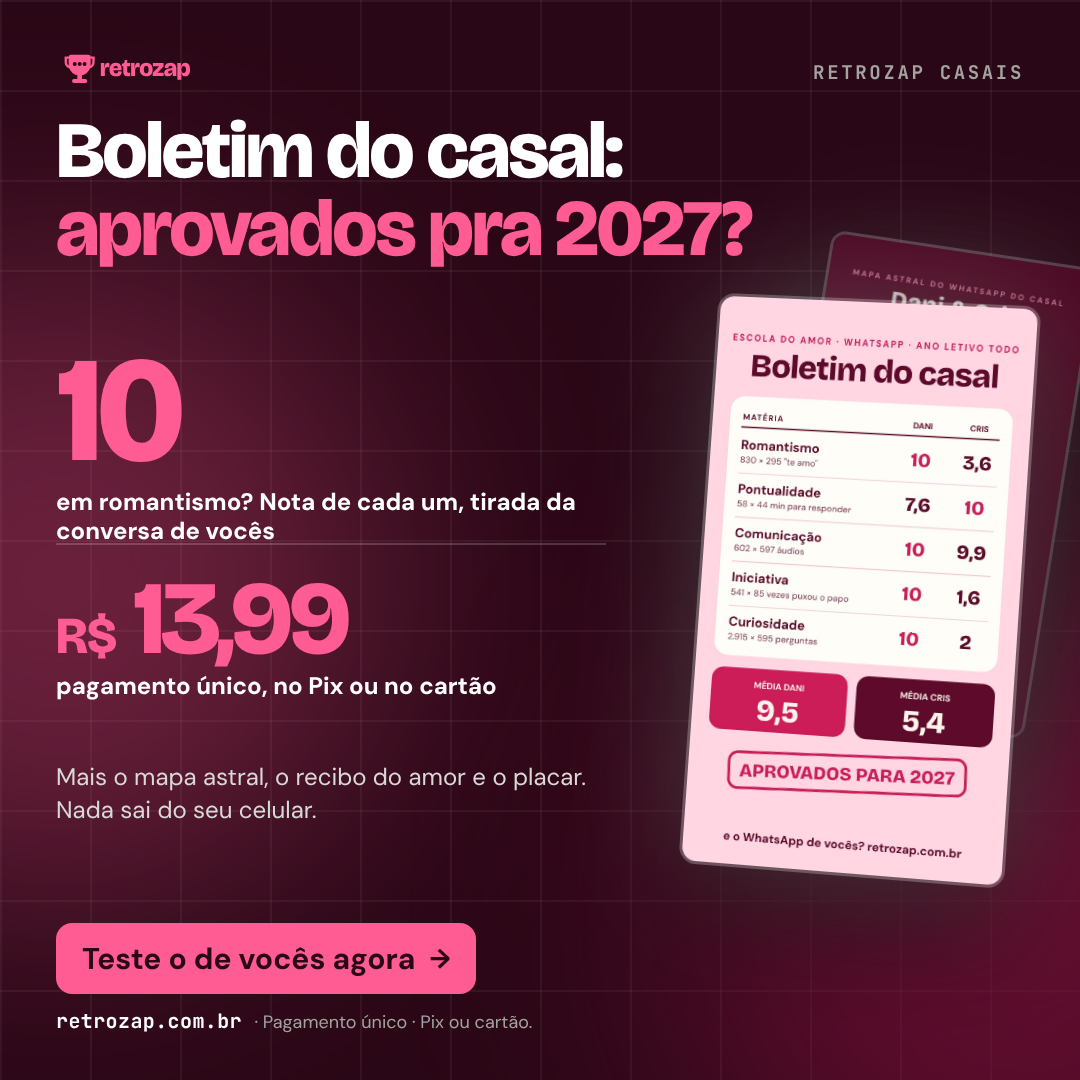 retrozap
RETROZAP CASAIS
Boletim do casal:
aprovados pra 2027?
10
em romantismo? Nota de cada um, tirada da
conversa de vocês
R$ 13,99
pagamento único, no Pix ou no cartão
Mais o mapa astral, o recibo do amor e o placar.
Nada sai do seu celular.
Teste o de vocês agora →
retrozap.com.br · Pagamento único · Pix ou cartão.
MAPA ASTRAL DO WHATSAPP DO CASAL
ESCOLA DO AMOR · WHATSAPP · ANO LETIVO TODO
Boletim do casal
MATÉRIA DANI CRIS
Romantismo 10 3,6
830 × 295 "te amo"
Pontualidade 7,6 10
58 × 44 min para responder
Comunicação 10 9,9
602 × 597 áudios
Iniciativa 10 1,6
541 × 85 vezes puxou o papo
Curiosidade 10 2
2.915 × 595 perguntas
MÉDIA DANI MÉDIA CRIS
9,5 5,4
APROVADOS PARA 2027
e o WhatsApp de vocês? retrozap.com.br